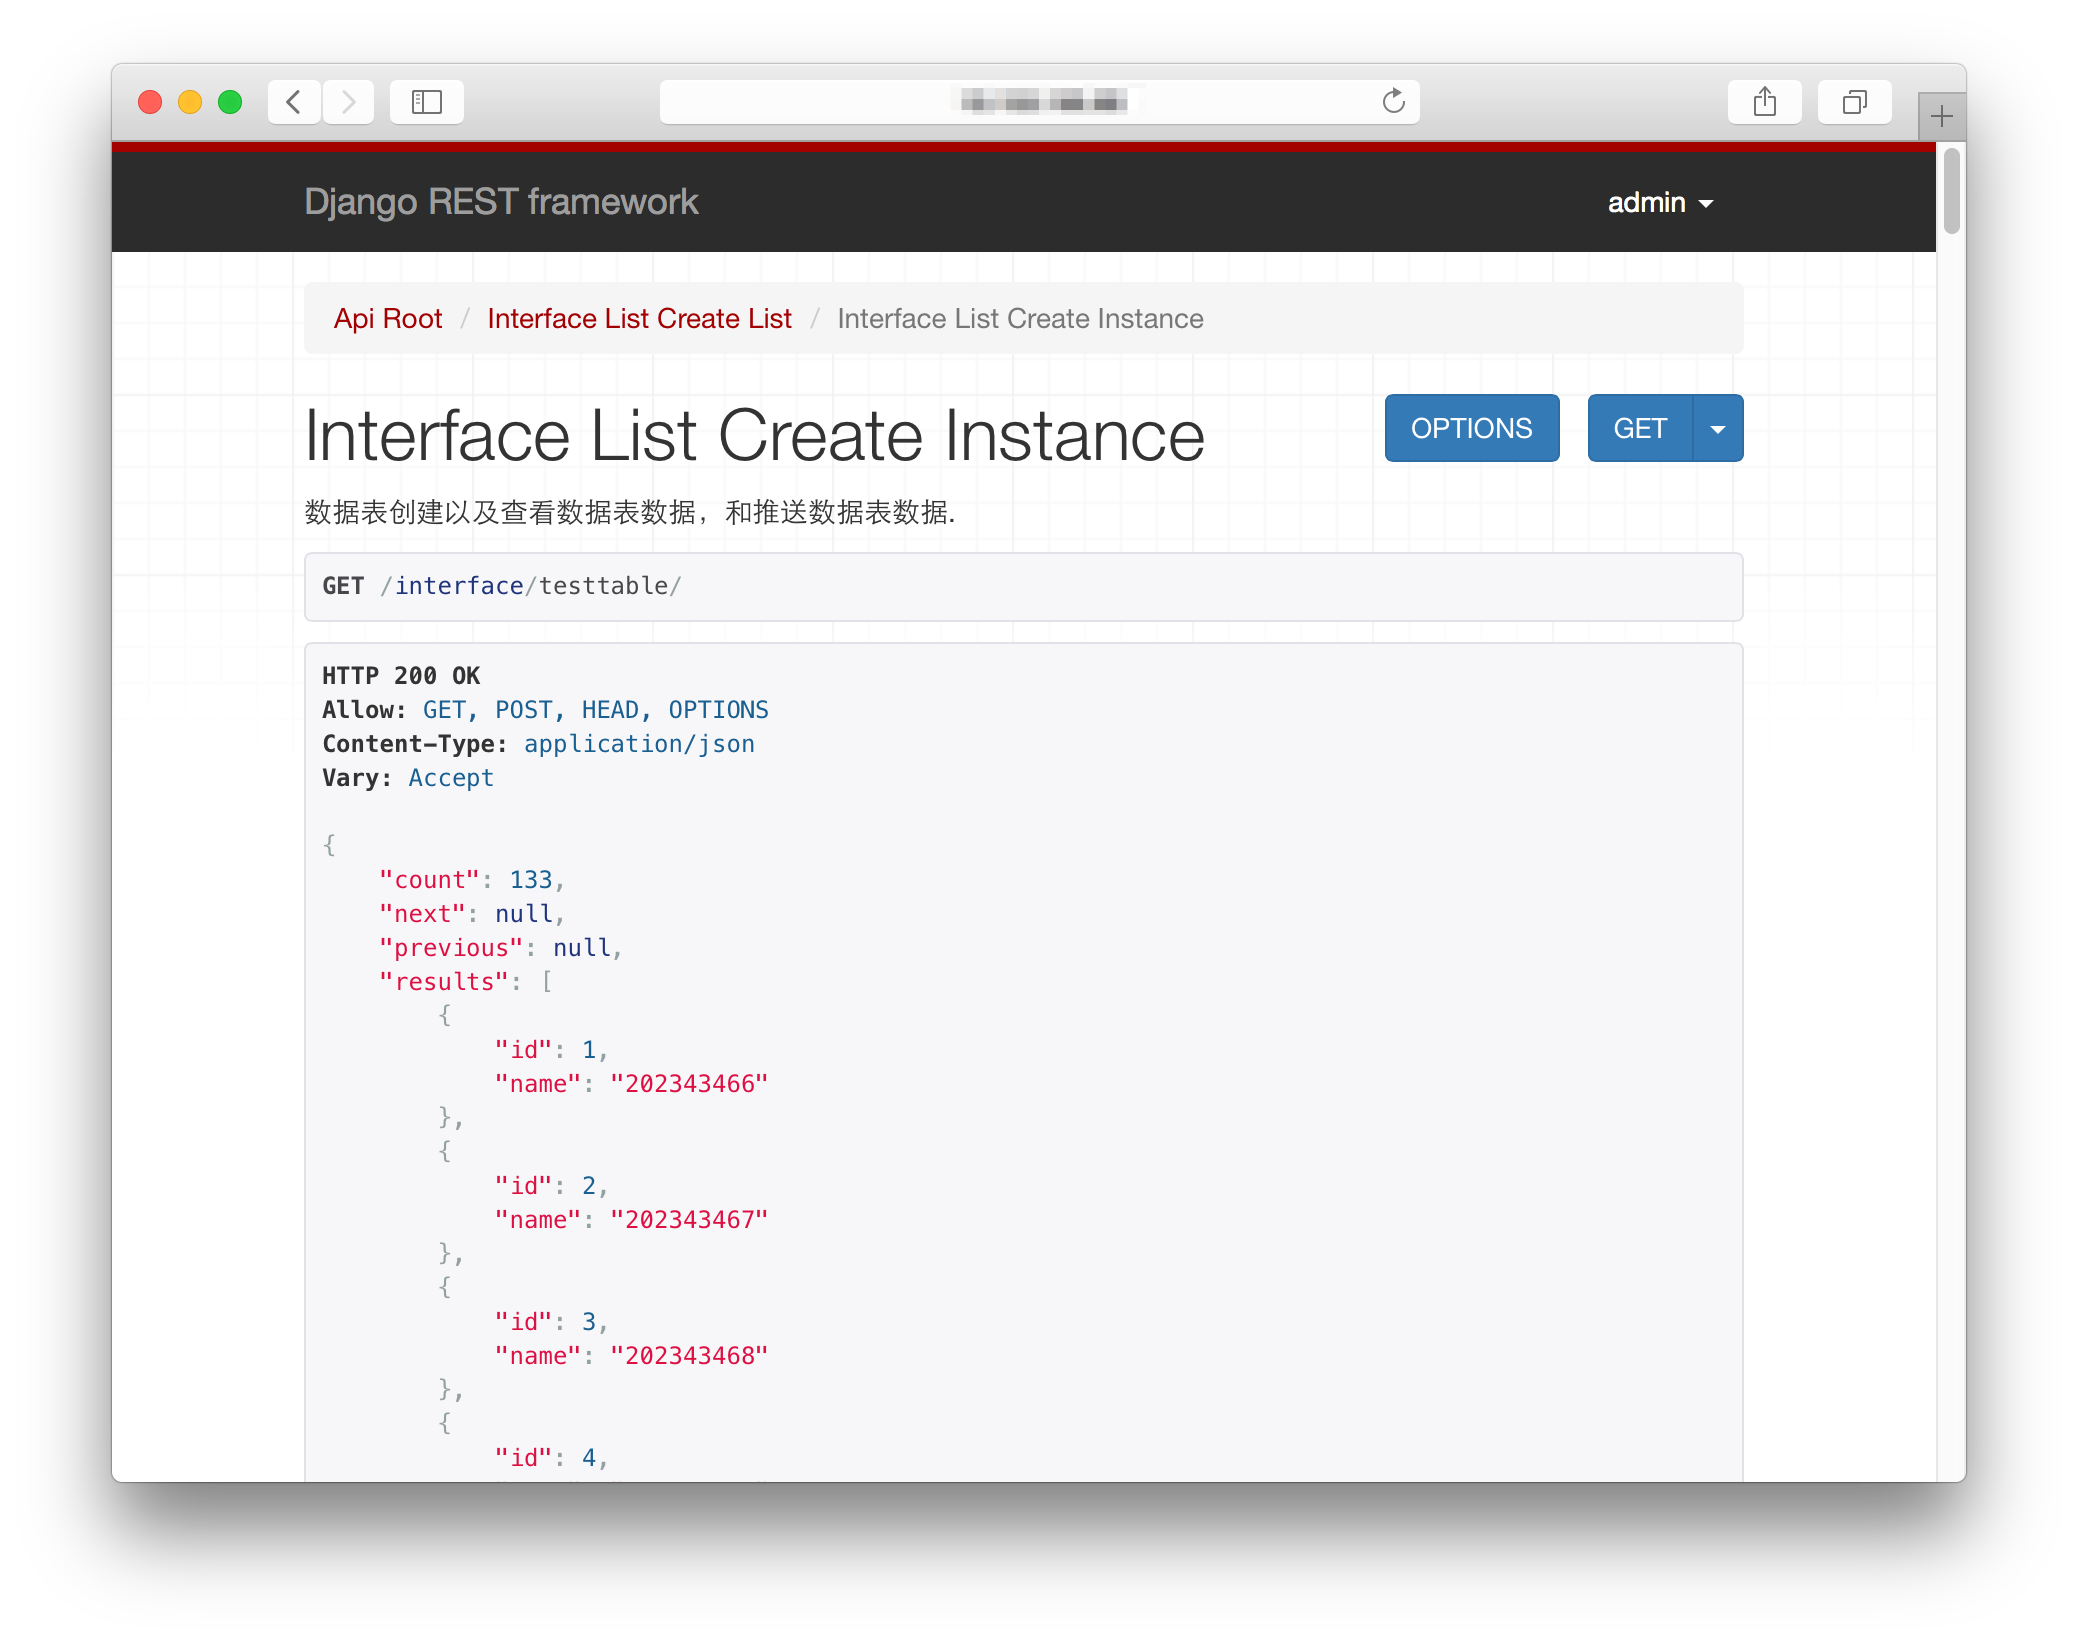 Django REST framework
admin
Api Root / Interface List Create List / Interface List Create Instance
Interface List Create Instance
OPTIONS
GET
数据表创建以及查看数据表数据，和推送数据表数据.
GET /interface/testtable/
HTTP 200 OK
Allow: GET, POST, HEAD, OPTIONS
Content-Type: application/json
Vary: Accept
{
"count": 133,
"next": null,
"previous": null,
"results": [
{
"id": 1,
"name": "202343466"
},
{
"id": 2,
"name": "202343467"
},
{
"id": 3,
"name": "202343468"
},
{
"id": 4,